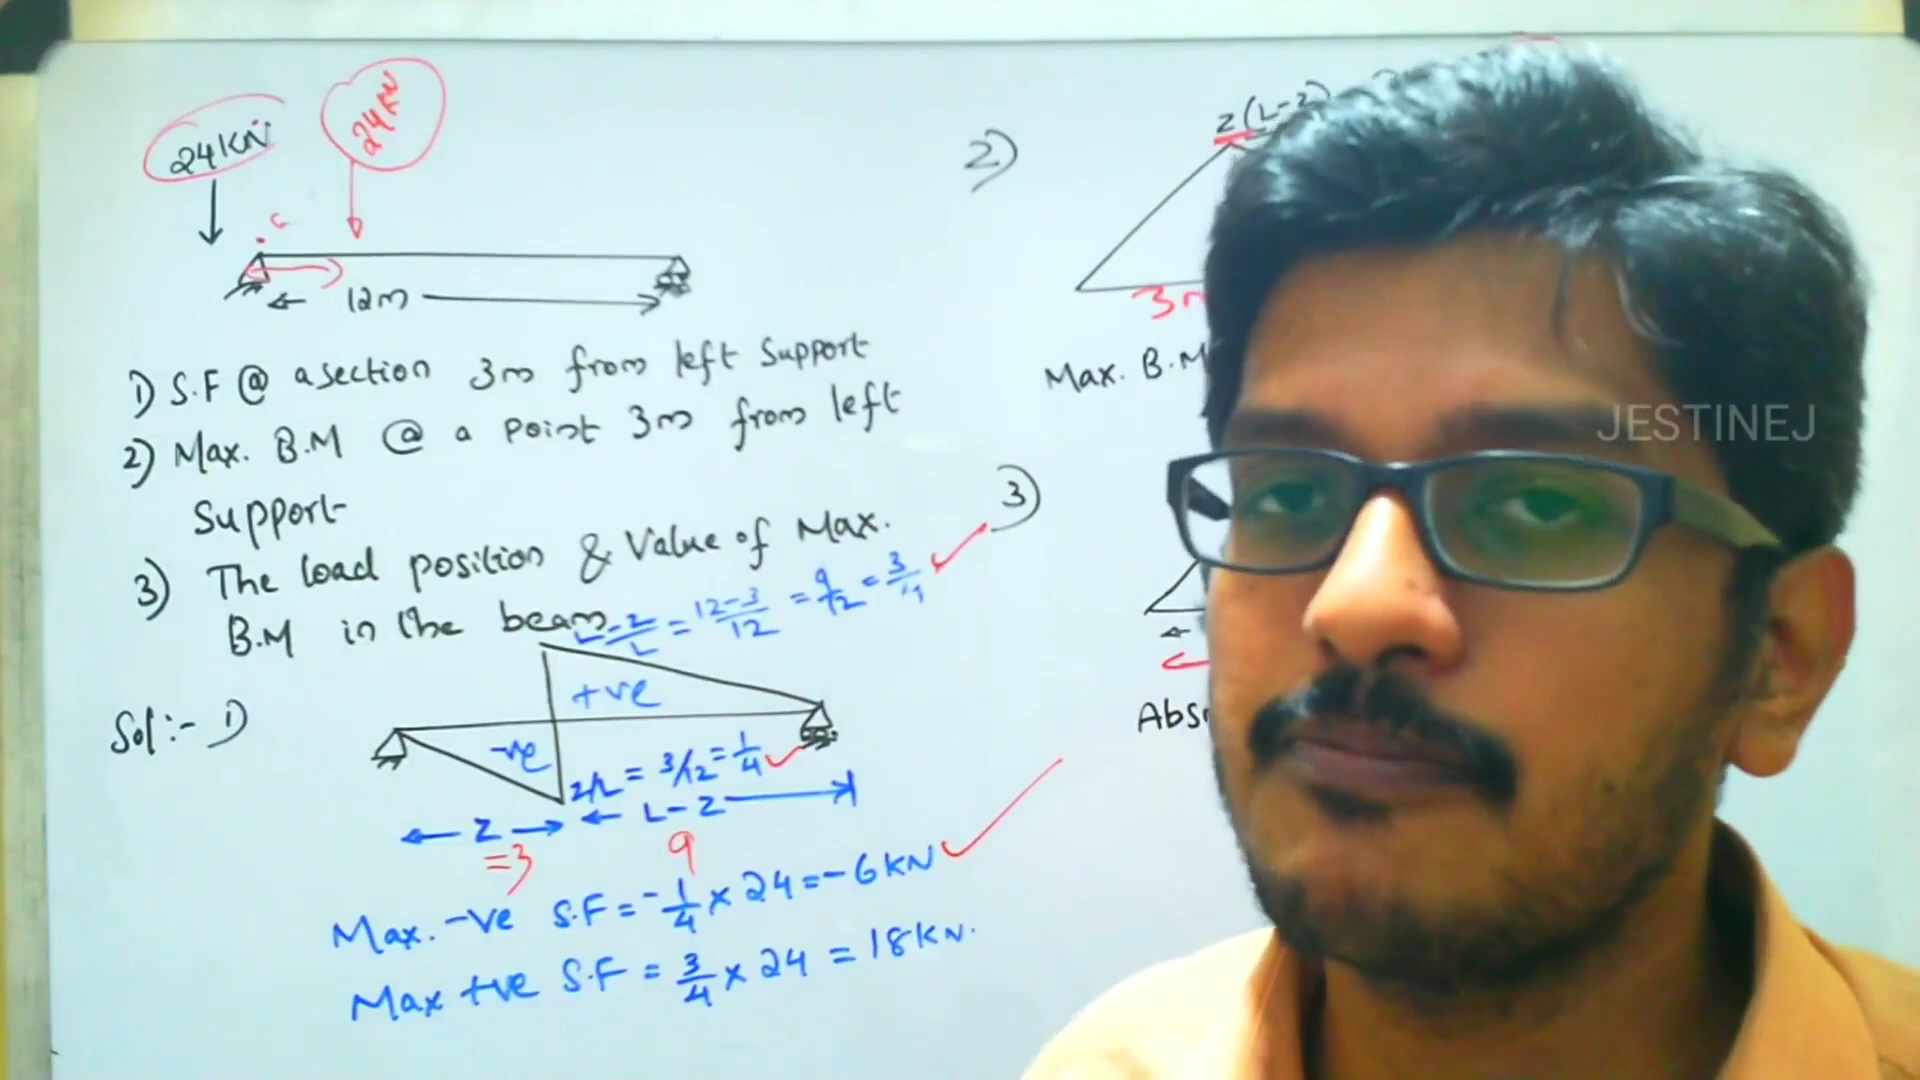 24KN
24KN
12m
1) S.F @ a section 3m from left support
2) Max. B.M @ a point 3m from left
support
3) The load position & Value of Max.
B.M in the beam
L-Z/L = 12-3/12 = 9/12 = 3/4
Sol:- 1)
+ve
-ve
Z/L = 3/12 = 1/4
Z
L-Z
=3
9
Max. -ve S.F = -1/4 x 24 = -6KN
Max +ve S.F = 3/4 x 24 = 18KN.
2)
Z(L-Z)
Max. B.M
3)
JESTINEJ